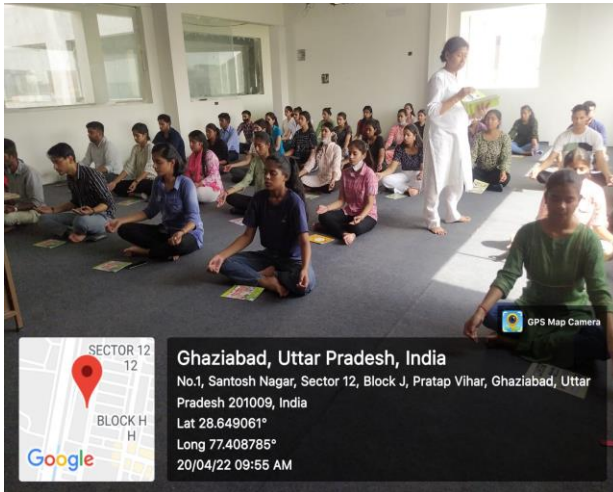 GPS Map Camera
SECTOR 12
12
BLOCK H
H
Google
Ghaziabad, Uttar Pradesh, India
No.1, Santosh Nagar, Sector 12, Block J, Pratap Vihar, Ghaziabad, Uttar
Pradesh 201009, India
Lat 28.649061°
Long 77.408785°
20/04/22 09:55 AM